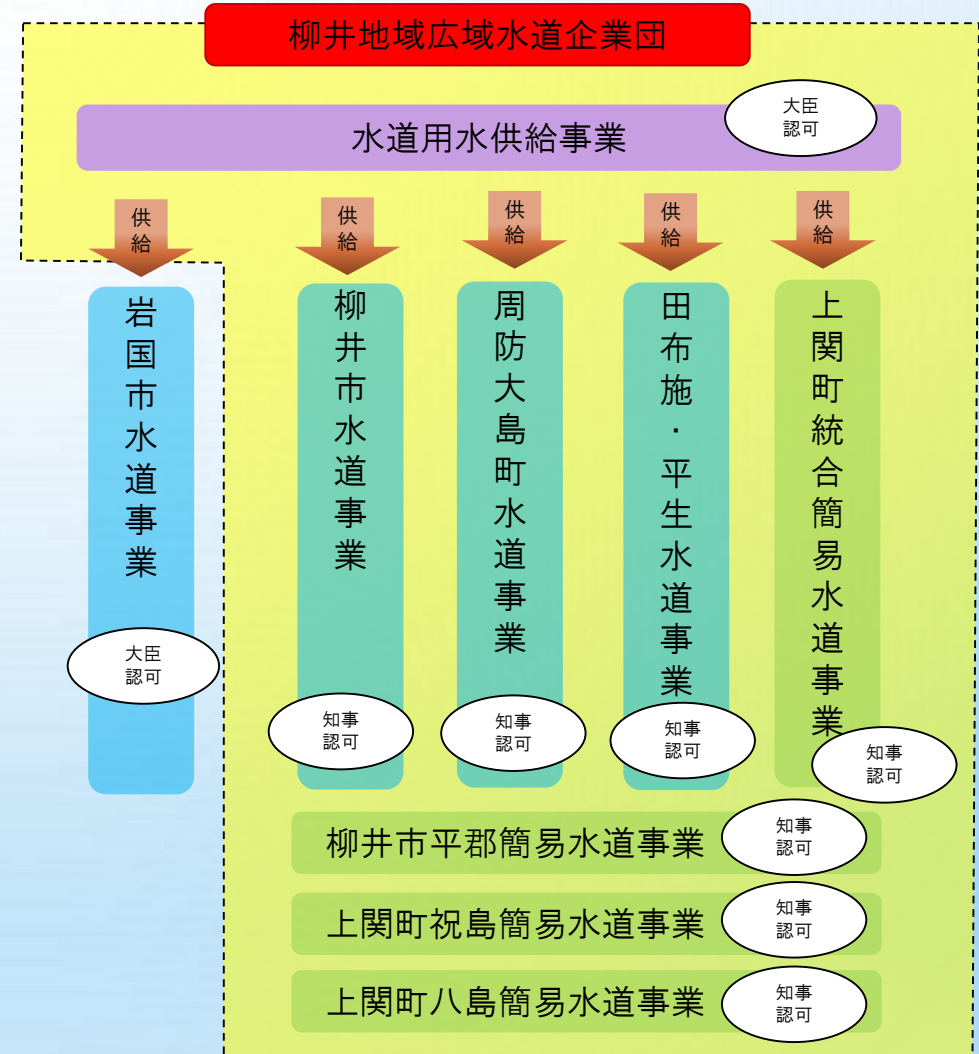 柳井地域広域水道企業団
大臣
認可
水道用水供給事業
供
給
供
給
供
給
供
給
供
給
岩国市水道事業
大臣
認可
柳井市水道事業
知事
認可
周防大島町水道事業
知事
認可
田布施・平生水道事業
知事
認可
上関町統合簡易水道事業
知事
認可
柳井市平郡簡易水道事業
知事
認可
上関町祝島簡易水道事業
知事
認可
上関町八島簡易水道事業
知事
認可